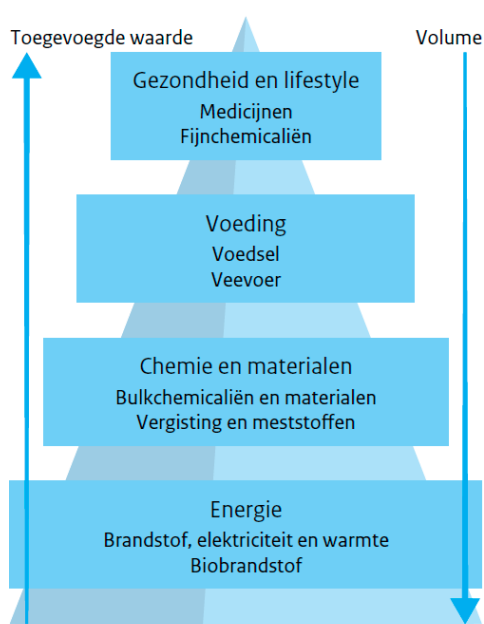 Toegevoegde waarde
Volume
Gezondheid en lifestyle
Medicijnen
Fijnchemicaliën
Voeding
Voedsel
Veevoer
Chemie en materialen
Bulkchemicaliën en materialen
Vergisting en meststoffen
Energie
Brandstof, elektriciteit en warmte
Biobrandstof